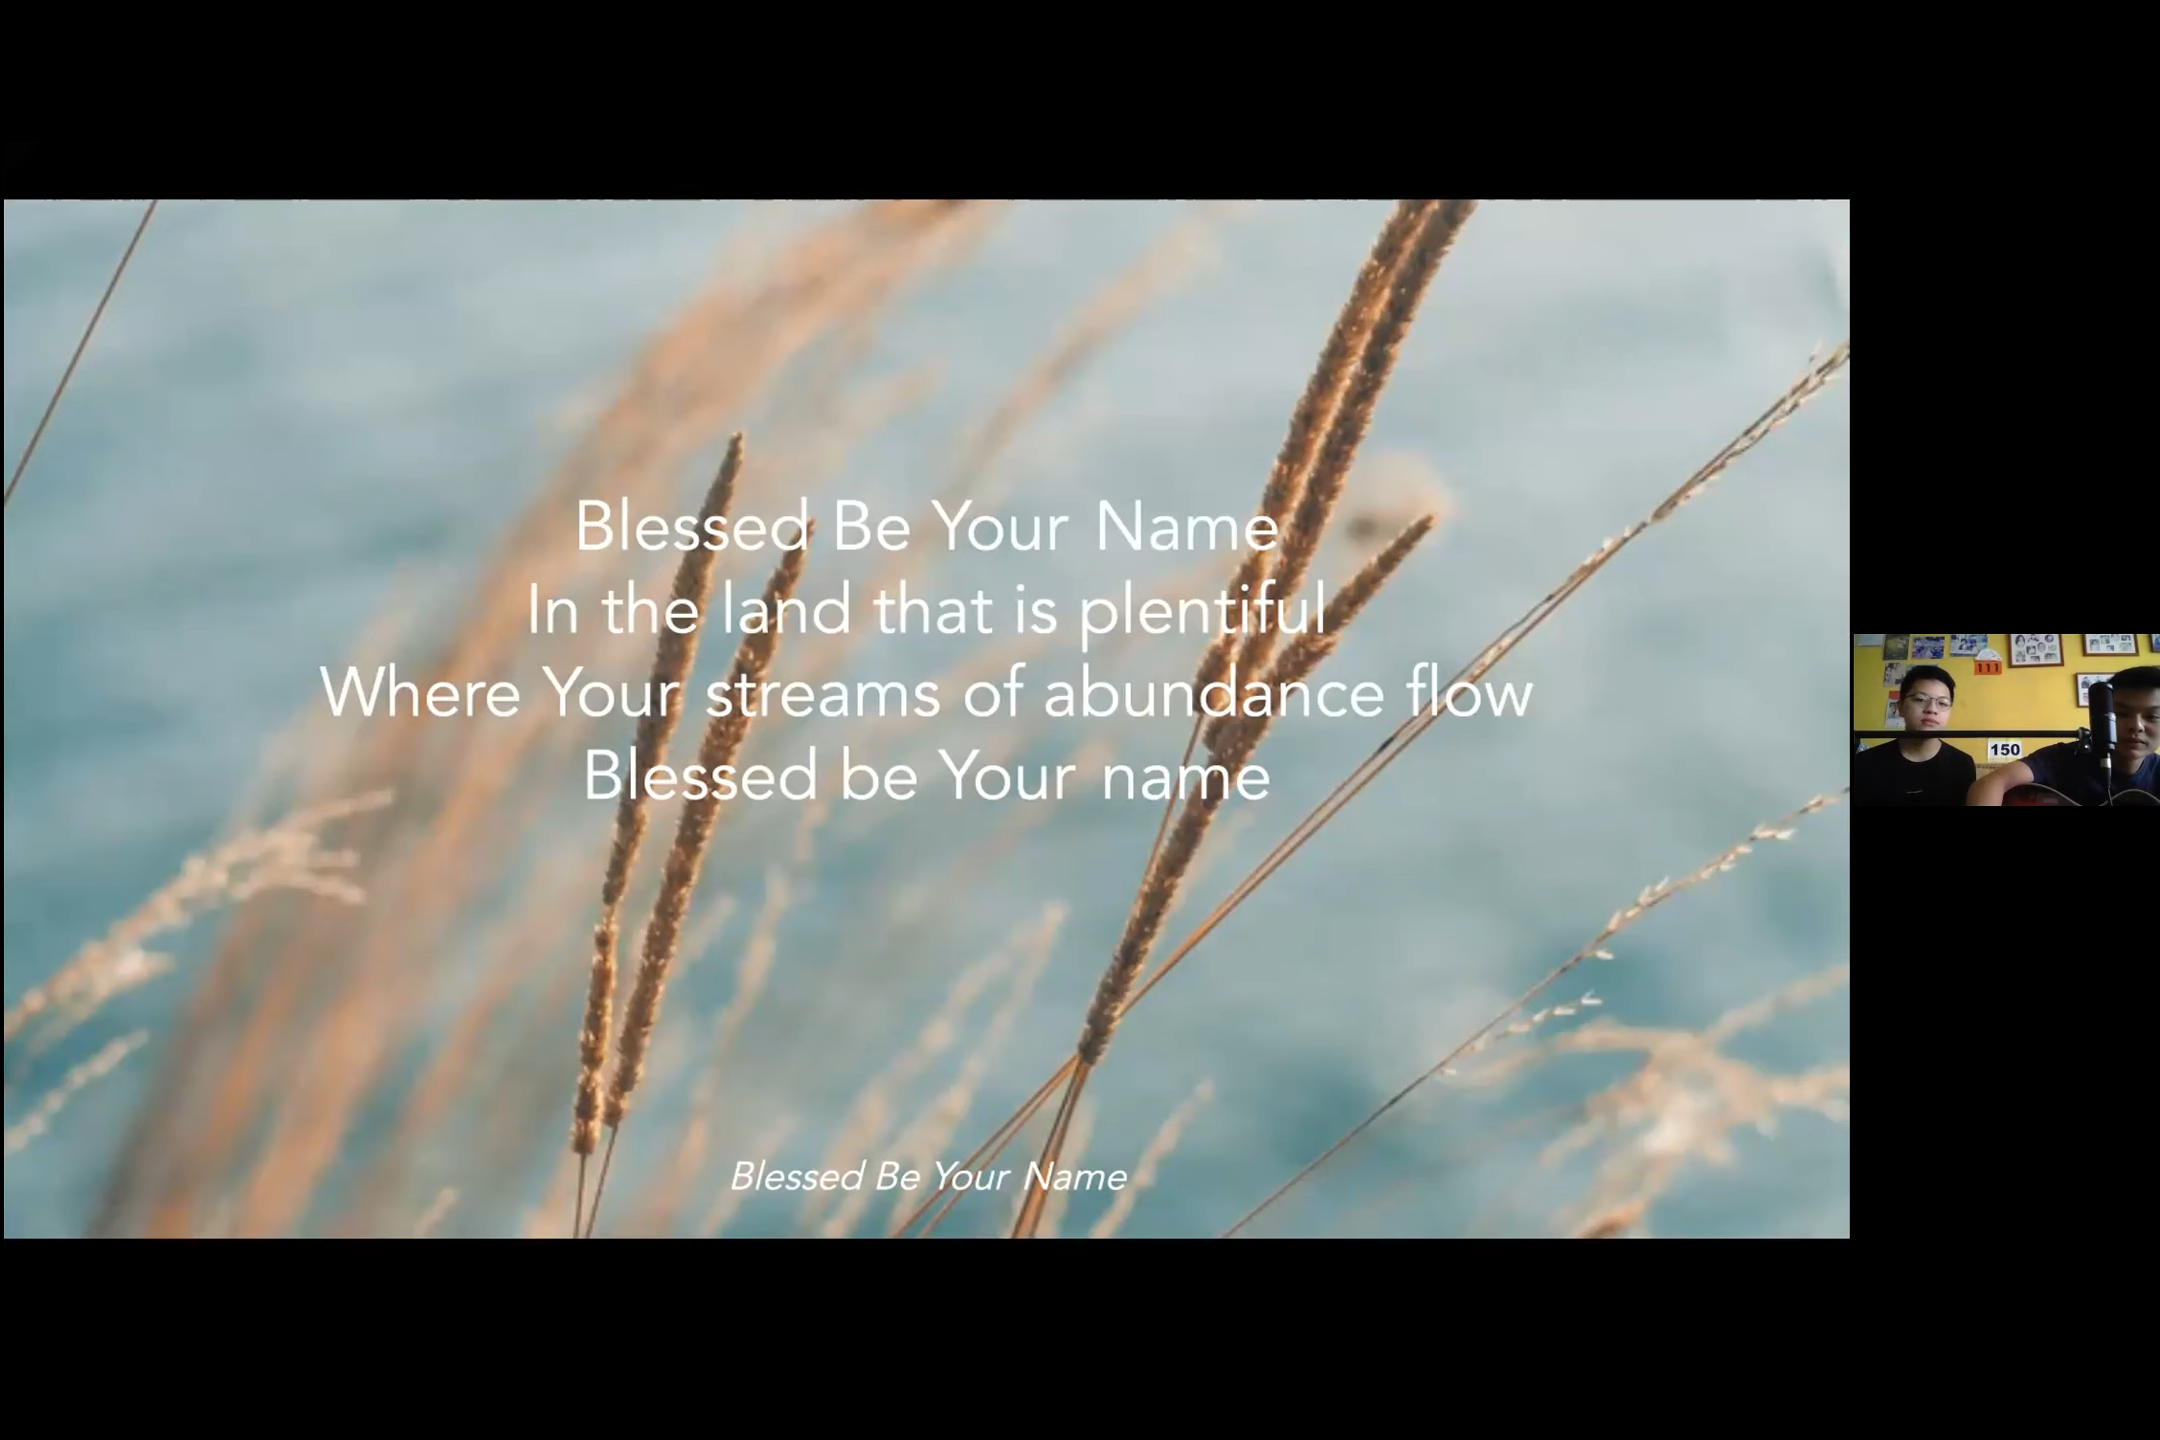 Blessed Be Your Name
In the land that is plentiful
Where Your streams of abundance flow
Blessed be Your name
Blessed Be Your Name
111
150